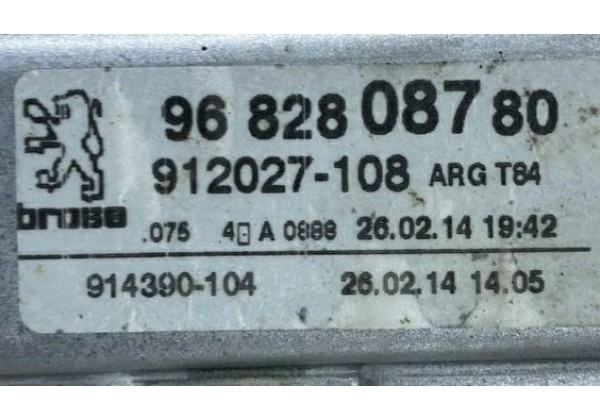 96 828 087 80
912027-108 ARG T84
brose
.075 4 A 0888 26.02.14 19:42
914390-104 26.02.14 14.05